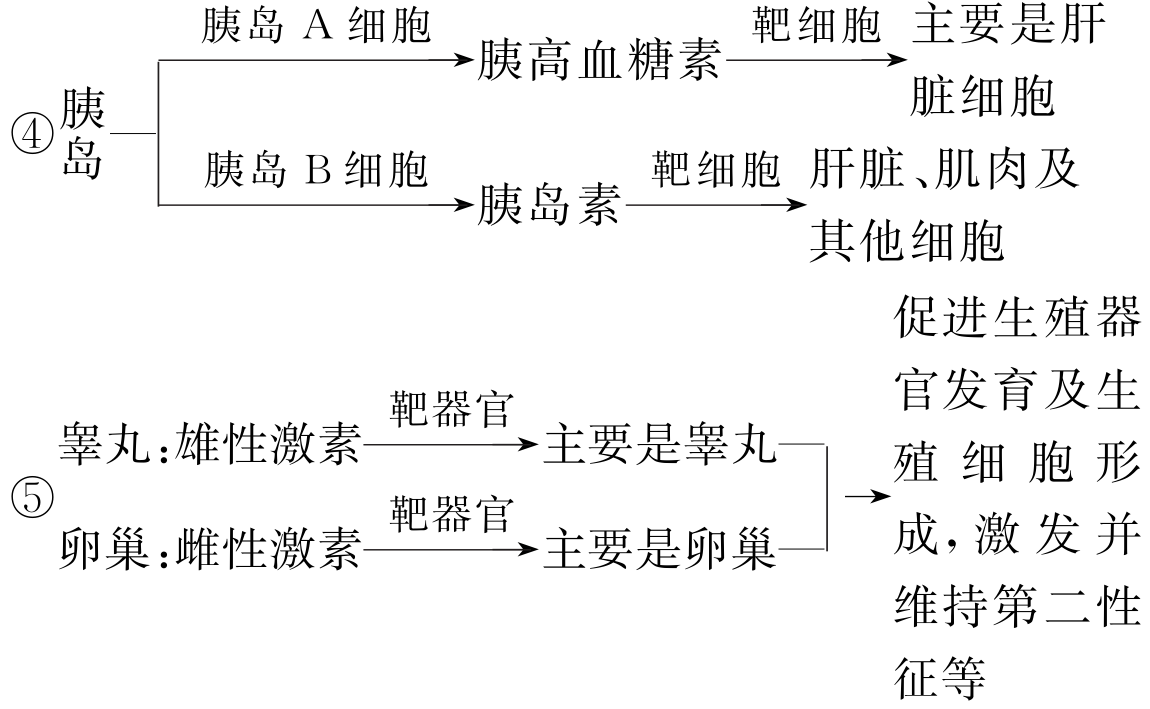 胰岛 A 细胞
胰高血糖素
靶细胞
主要是肝
脏细胞
④
胰
岛
胰岛 B 细胞
胰岛素
靶细胞
肝脏、肌肉及
其他细胞
⑤
睾丸:雄性激素
靶器官
主要是睾丸
卵巢:雌性激素
靶器官
主要是卵巢
促进生殖器
官发育及生
殖细胞形
成,激发并
维持第二性
征等